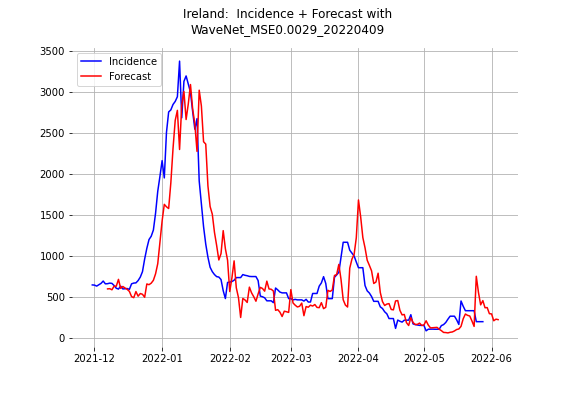 Ireland:  Incidence + Forecast with
WaveNet_MSE0.0029_20220409
Incidence
Forecast
3500
3000
2500
2000
1500
1000
500
0
2021-12 2022-01 2022-02 2022-03 2022-04 2022-05 2022-06